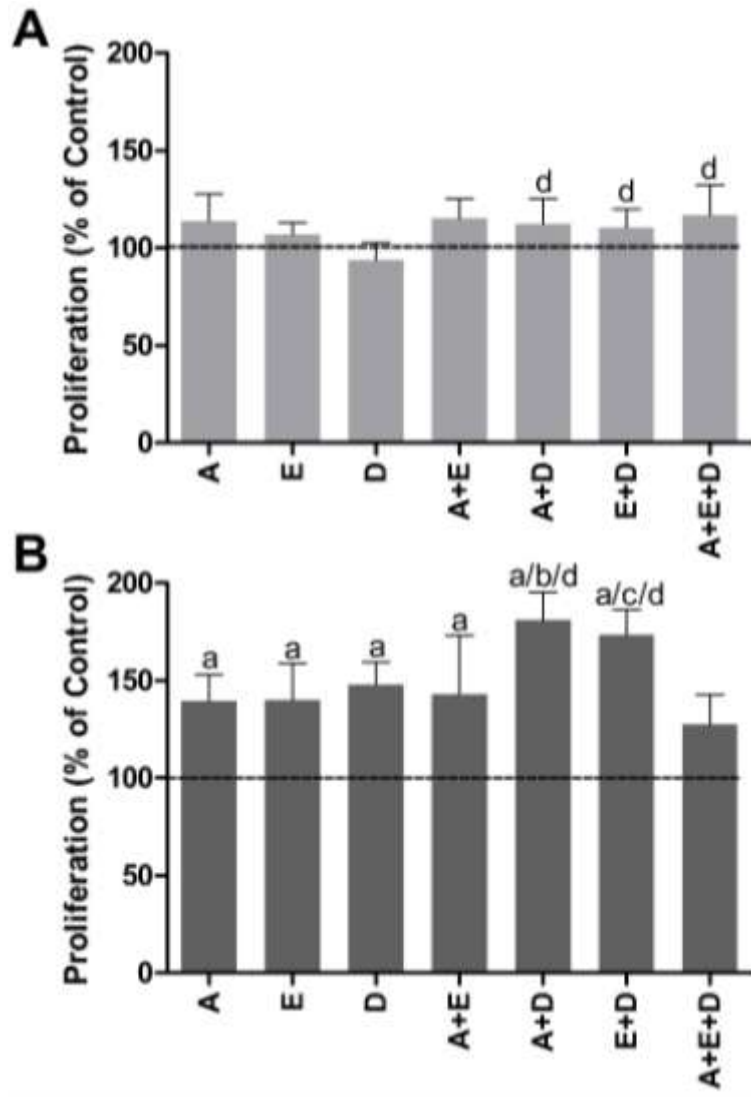 A
Proliferation (% of Control)
200
150
100
50
0
d
d
d
A
E
D
A+E
A+D
E+D
A+E+D
B
Proliferation (% of Control)
200
150
100
50
0
a
a
a
a
a/b/d
a/c/d
A
E
D
A+E
A+D
E+D
A+E+D